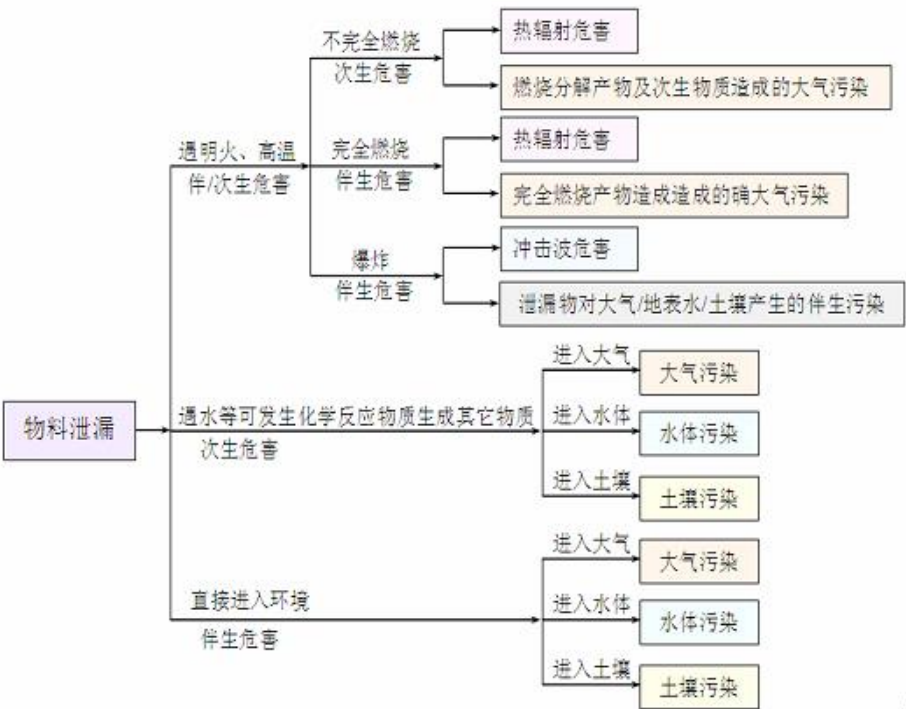 不完全燃烧
次生危害
热辐射危害
燃烧分解产物及次生物质造成的大气污染
遇明火、高温
伴/次生危害
完全燃烧
伴生危害
热辐射危害
完全燃烧产物造成造成的确大气污染
爆炸
伴生危害
冲击波危害
泄漏物对大气/地表水/土壤产生的伴生污染
物料泄漏
遇水等可发生化学反应物质生成其它物质
次生危害
进入大气
大气污染
进入水体
水体污染
进入土壤
土壤污染
直接进入环境
伴生危害
进入大气
大气污染
进入水体
水体污染
进入土壤
土壤污染